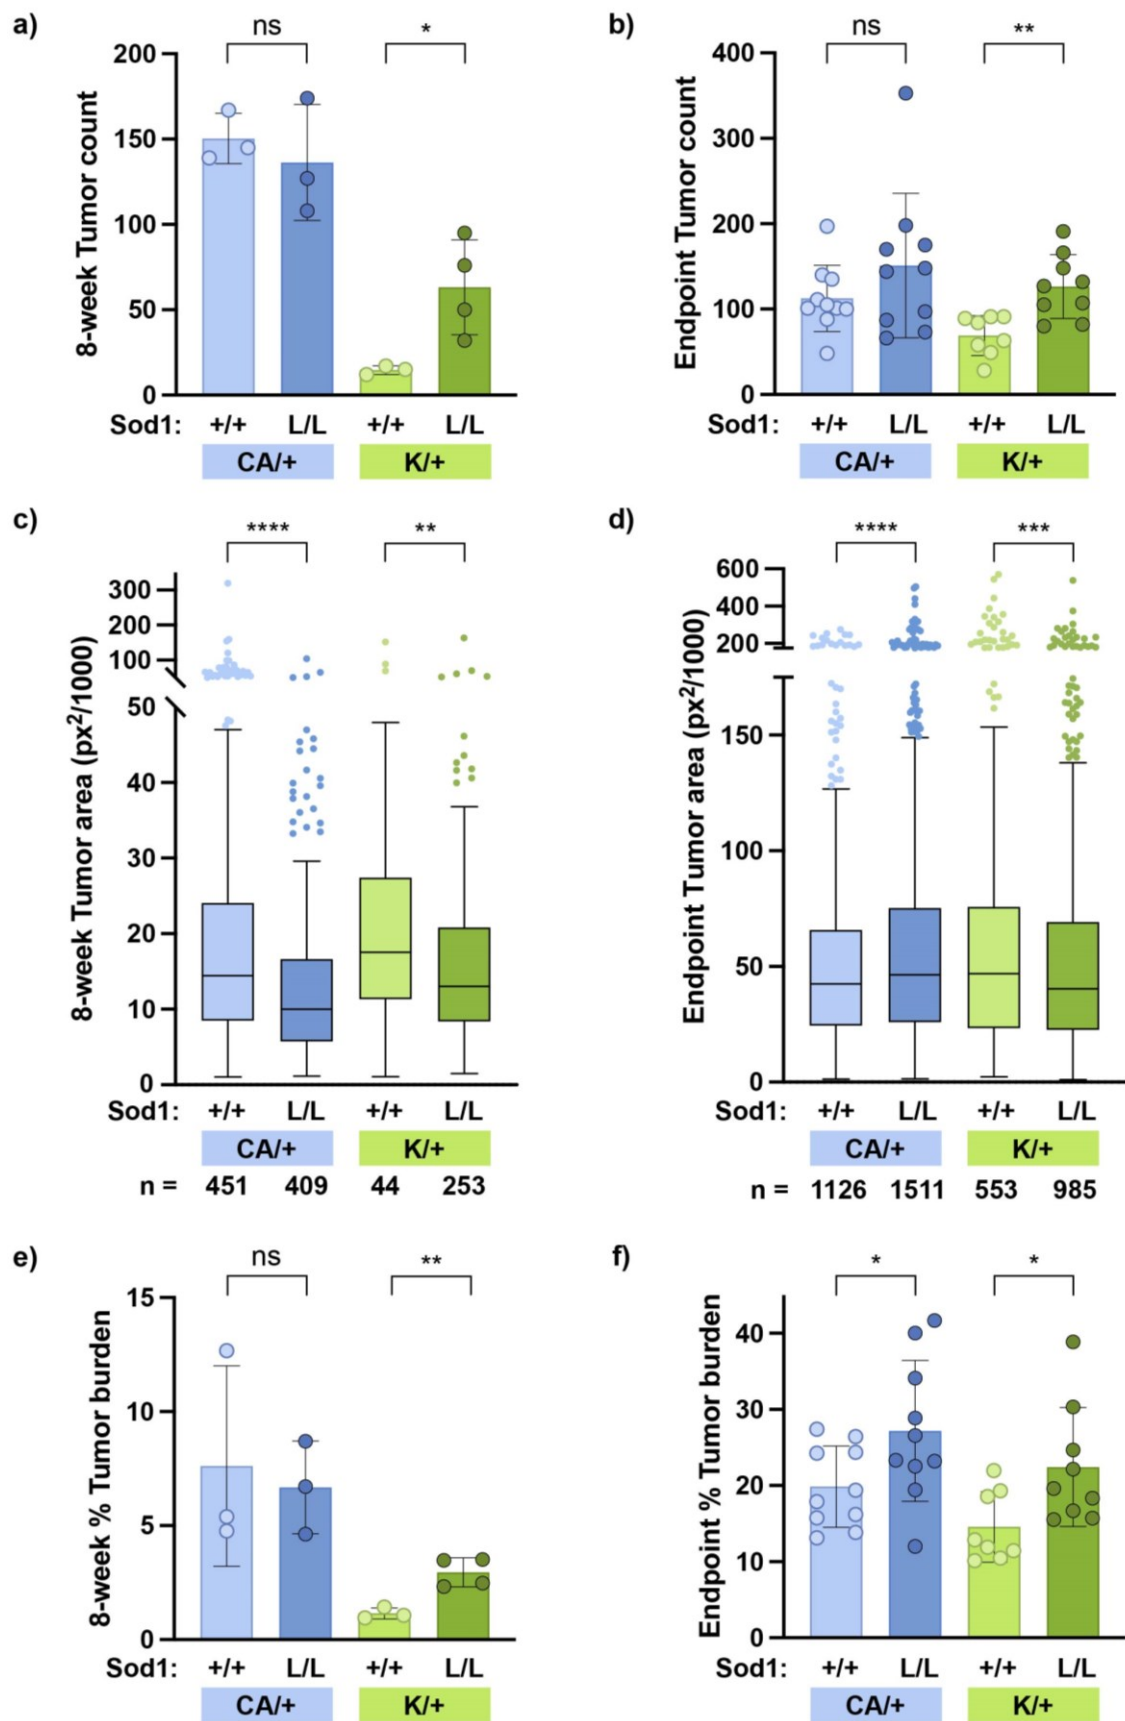 a)
ns
*
8-week Tumor count
200
150
100
50
0
Sod1: +/+ L/L +/+ L/L
CA/+ K/+
b)
ns
**
Endpoint Tumor count
400
300
200
100
0
Sod1: +/+ L/L +/+ L/L
CA/+ K/+
c)
****
**
8-week Tumor area (px²/1000)
300
200
100
50
40
30
20
10
0
Sod1: +/+ L/L +/+ L/L
CA/+ K/+
n = 451 409 44 253
d)
****
***
Endpoint Tumor area (px²/1000)
600
400
200
150
100
50
0
Sod1: +/+ L/L +/+ L/L
CA/+ K/+
n = 1126 1511 553 985
e)
ns
**
8-week % Tumor burden
15
10
5
0
Sod1: +/+ L/L +/+ L/L
CA/+ K/+
f)
*
*
Endpoint % Tumor burden
40
30
20
10
0
Sod1: +/+ L/L +/+ L/L
CA/+ K/+